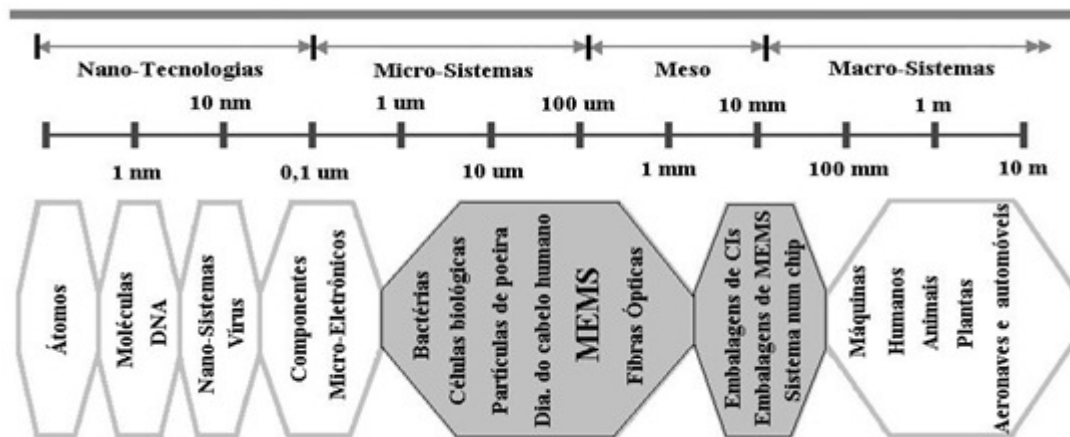 Nano-Tecnologias
Micro-Sistemas
Meso
Macro-Sistemas
10 nm
1 um
100 um
10 mm
1 m
1 nm
0,1 um
10 um
1 mm
100 mm
10 m
Átomos
Moléculas
DNA
Nano-Sistemas
Vírus
Componentes
Micro-Eletrônicos
Bactérias
Células biológicas
Partículas de poeira
Dia. do cabelo humano
MEMS
Fibras Ópticas
Embalagens de CIs
Embalagens de MEMS
Sistema num chip
Máquinas
Humanos
Animais
Plantas
Aeronaves e automóveis